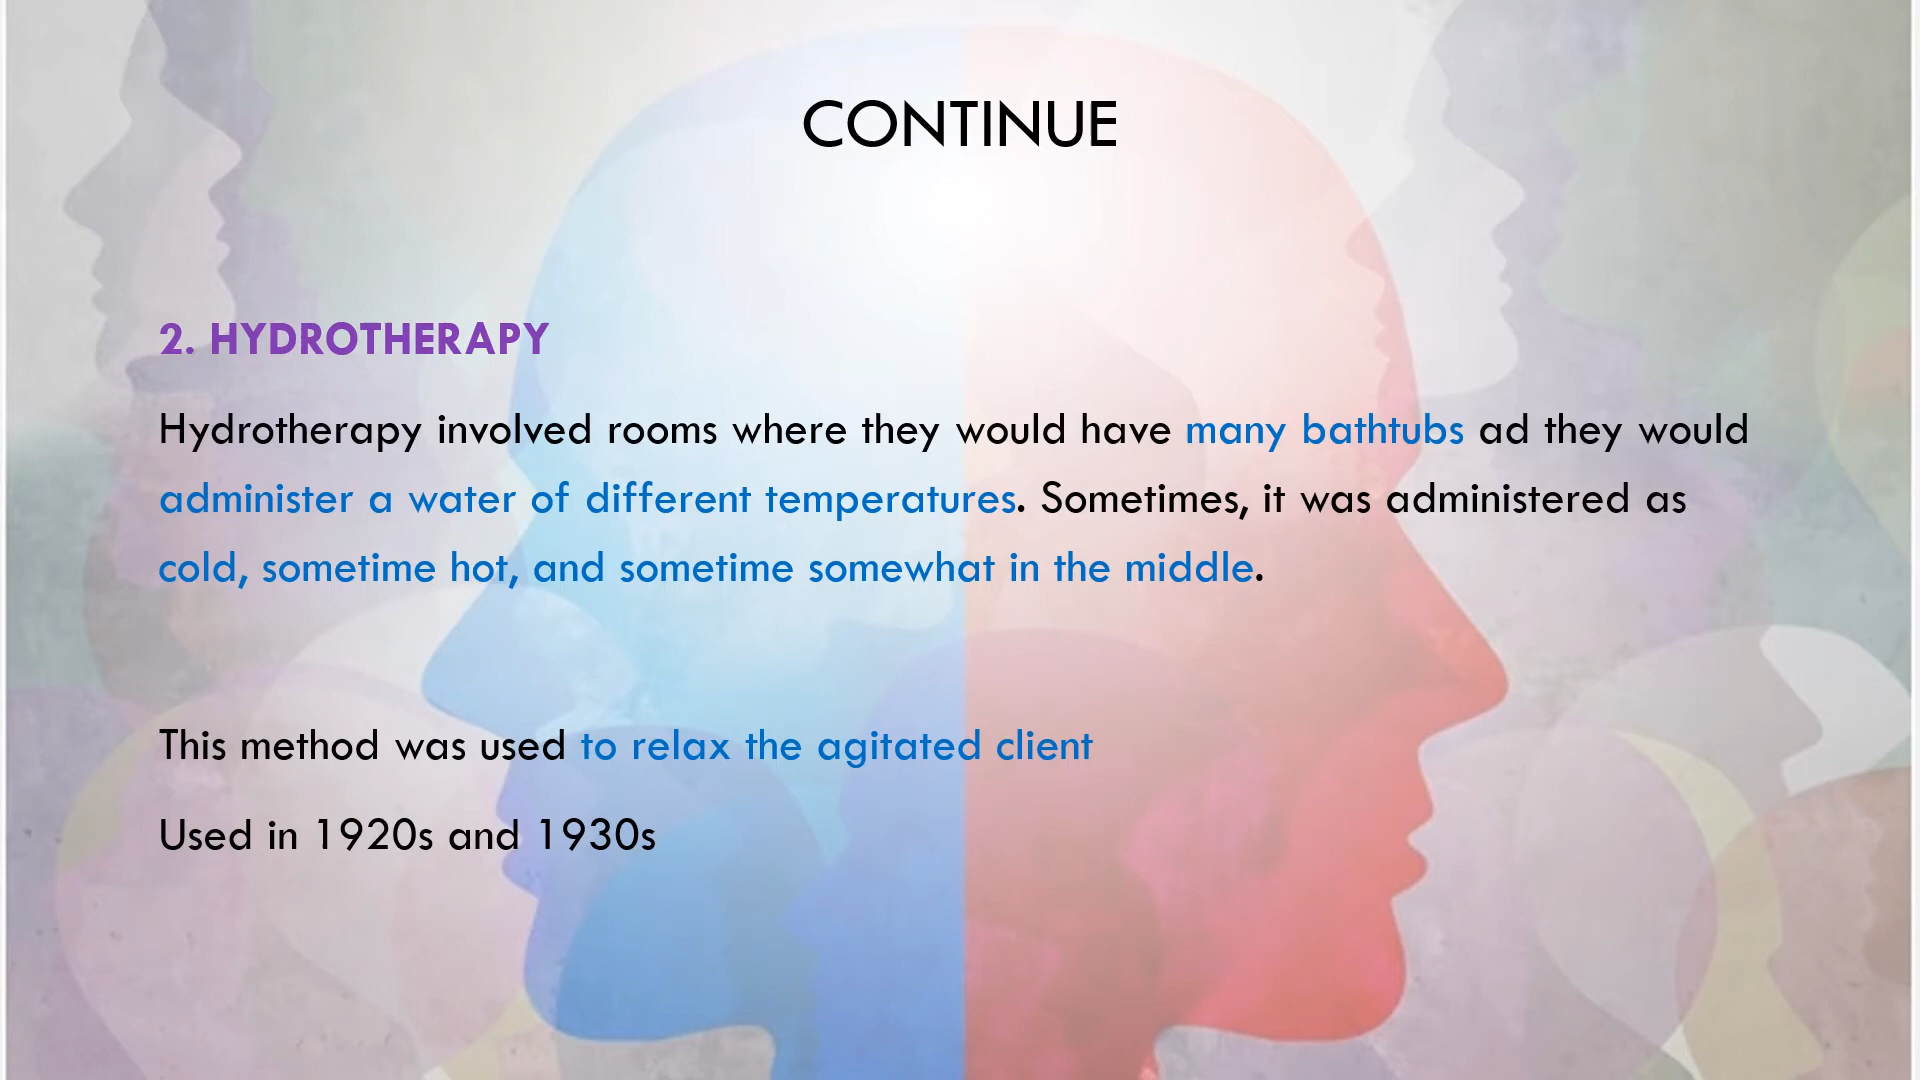 CONTINUE
2. HYDROTHERAPY
Hydrotherapy involved rooms where they would have many bathtubs ad they would
administer a water of different temperatures. Sometimes, it was administered as
cold, sometime hot, and sometime somewhat in the middle.
This method was used to relax the agitated client
Used in 1920s and 1930s